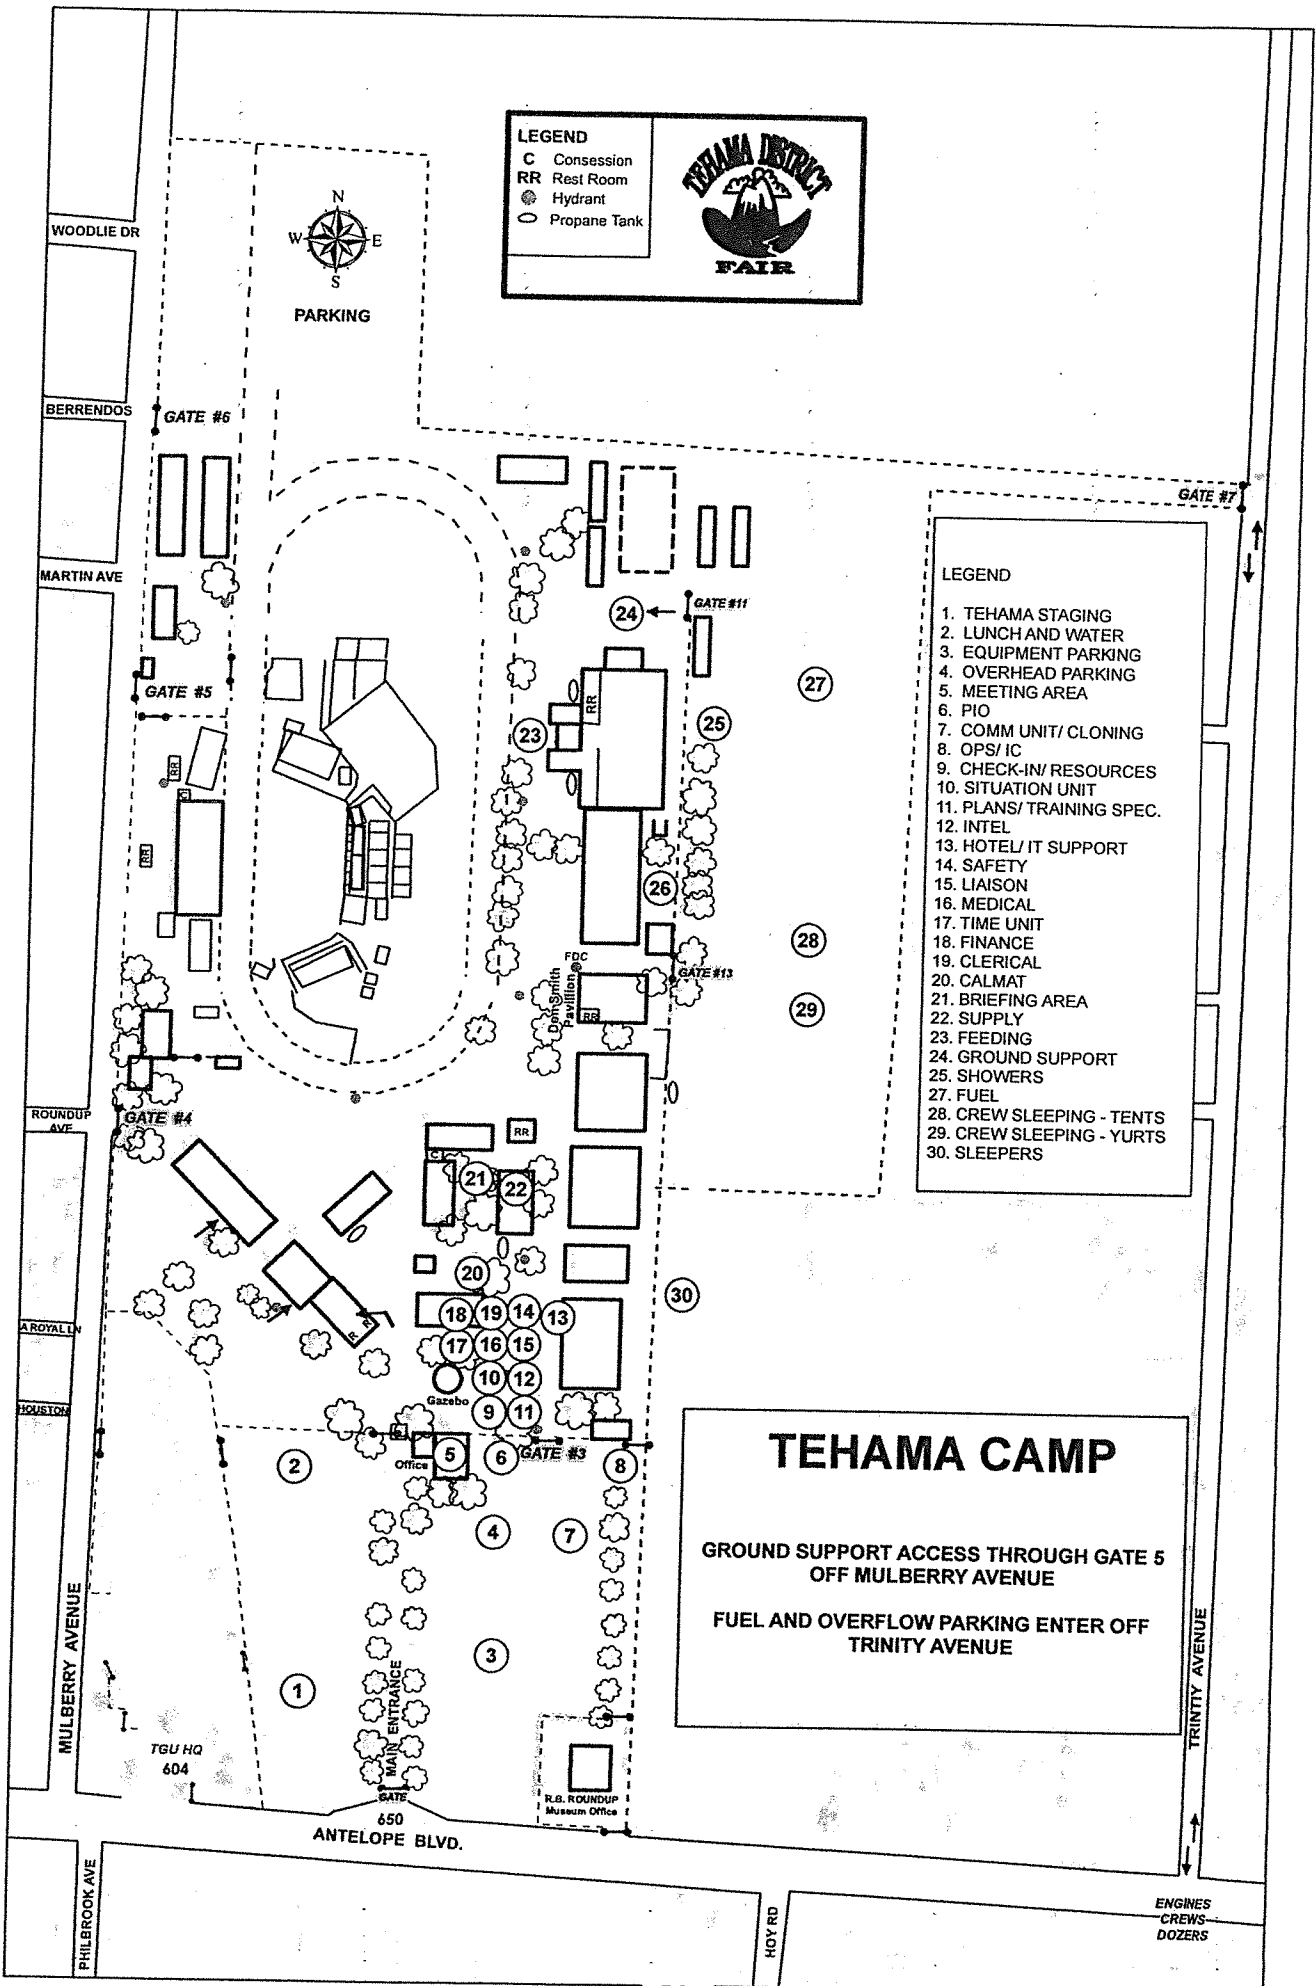 LEGEND
C Consession
RR Rest Room
Hydrant
Propane Tank
TEHAMA DISTRICT
FAIR
N
W E
S
PARKING
WOODLIE DR
BERRENDOS
GATE #6
GATE #7
MARTIN AVE
GATE #5
24
GATE #11
27
25
23
RR
RR
C
RR
26
28
FDC
GATE #13
Don Smith
Pavillion
RR
29
LEGEND
1. TEHAMA STAGING
2. LUNCH AND WATER
3. EQUIPMENT PARKING
4. OVERHEAD PARKING
5. MEETING AREA
6. PIO
7. COMM UNIT/ CLONING
8. OPS/ IC
9. CHECK-IN/ RESOURCES
10. SITUATION UNIT
11. PLANS/ TRAINING SPEC.
12. INTEL
13. HOTEL/ IT SUPPORT
14. SAFETY
15. LIAISON
16. MEDICAL
17. TIME UNIT
18. FINANCE
19. CLERICAL
20. CALMAT
21. BRIEFING AREA
22. SUPPLY
23. FEEDING
24. GROUND SUPPORT
25. SHOWERS
27. FUEL
28. CREW SLEEPING - TENTS
29. CREW SLEEPING - YURTS
30. SLEEPERS
ROUNDUP
AVE
GATE #4
RR
C
21
22
20
30
18 19 14 13
17 16 15
10 12
Gazebo
9 11
A ROYAL LN
HOUSTON
R R
2
Office
5
6
GATE #3
8
4
7
3
1
MAIN ENTRANCE
GATE
650
ANTELOPE BLVD.
TGU HQ
604
R.B. ROUNDUP
Museum Office
MULBERRY AVENUE
PHILBROOK AVE
HOY RD
TRINTIY AVENUE
TEHAMA CAMP
GROUND SUPPORT ACCESS THROUGH GATE 5
OFF MULBERRY AVENUE
FUEL AND OVERFLOW PARKING ENTER OFF
TRINITY AVENUE
ENGINES
CREWS
DOZERS